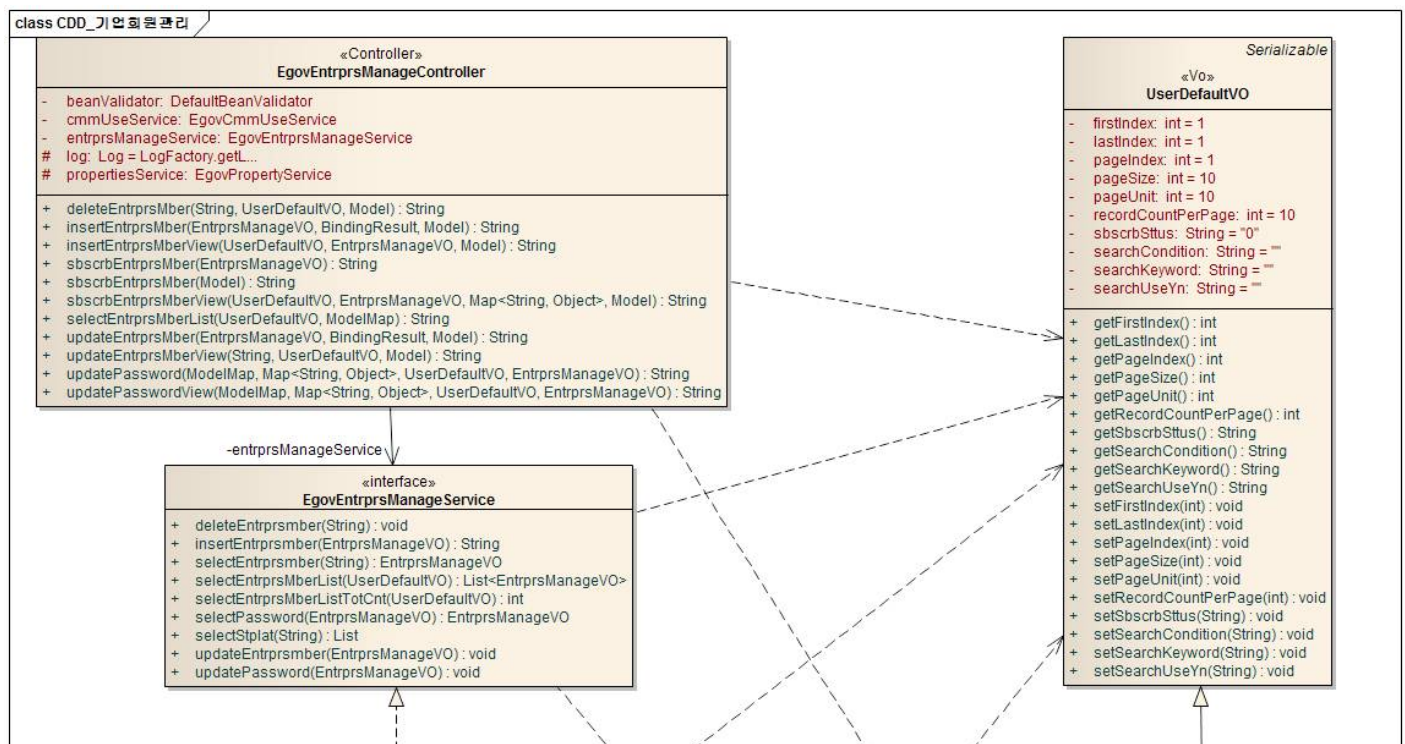 class CDD_기업회원관리
«Controller»
EgovEntrprsManageController
- beanValidator: DefaultBeanValidator
- cmmUseService: EgovCmmUseService
- entrprsManageService: EgovEntrprsManageService
# log: Log = LogFactory.getL...
# propertiesService: EgovPropertyService
+ deleteEntrprsMber(String, UserDefaultVO, Model) : String
+ insertEntrprsMber(EntrprsManageVO, BindingResult, Model) : String
+ insertEntrprsMberView(UserDefaultVO, EntrprsManageVO, Model) : String
+ sbscrbEntrprsMber(EntrprsManageVO) : String
+ sbscrbEntrprsMber(Model) : String
+ sbscrbEntrprsMberView(UserDefaultVO, EntrprsManageVO, Map<String, Object>, Model) : String
+ selectEntrprsMberList(UserDefaultVO, ModelMap) : String
+ updateEntrprsMber(EntrprsManageVO, BindingResult, Model) : String
+ updateEntrprsMberView(String, UserDefaultVO, Model) : String
+ updatePassword(ModelMap, Map<String, Object>, UserDefaultVO, EntrprsManageVO) : String
+ updatePasswordView(ModelMap, Map<String, Object>, UserDefaultVO, EntrprsManageVO) : String
-entrprsManageService
«interface»
EgovEntrprsManageService
+ deleteEntrprsmber(String) : void
+ insertEntrprsmber(EntrprsManageVO) : String
+ selectEntrprsmber(String) : EntrprsManageVO
+ selectEntrprsMberList(UserDefaultVO) : List<EntrprsManageVO>
+ selectEntrprsMberListTotCnt(UserDefaultVO) : int
+ selectPassword(EntrprsManageVO) : EntrprsManageVO
+ selectStplat(String) : List
+ updateEntrprsmber(EntrprsManageVO) : void
+ updatePassword(EntrprsManageVO) : void
Serializable
«Vo»
UserDefaultVO
- firstIndex: int = 1
- lastIndex: int = 1
- pageIndex: int = 1
- pageSize: int = 10
- pageUnit: int = 10
- recordCountPerPage: int = 10
- sbscrbSttus: String = "0"
- searchCondition: String = ""
- searchKeyword: String = ""
- searchUseYn: String = ""
+ getFirstIndex() : int
+ getLastIndex() : int
+ getPageIndex() : int
+ getPageSize() : int
+ getPageUnit() : int
+ getRecordCountPerPage() : int
+ getSbscrbSttus() : String
+ getSearchCondition() : String
+ getSearchKeyword() : String
+ getSearchUseYn() : String
+ setFirstIndex(int) : void
+ setLastIndex(int) : void
+ setPageIndex(int) : void
+ setPageSize(int) : void
+ setPageUnit(int) : void
+ setRecordCountPerPage(int) : void
+ setSbscrbSttus(String) : void
+ setSearchCondition(String) : void
+ setSearchKeyword(String) : void
+ setSearchUseYn(String) : void